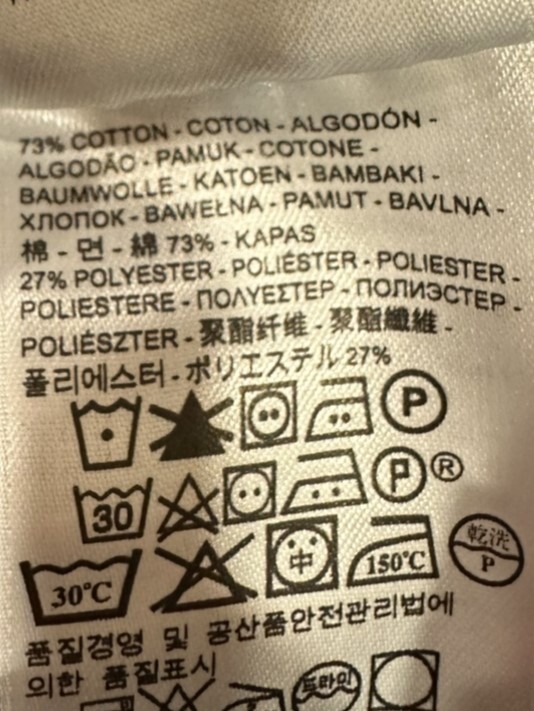 73% COTTON - COTON - ALGODÓN -
ALGODÃO - PAMUK - COTONE -
BAUMWOLLE - KATOEN - BAMBAKI -
ХЛОПОК - BAWEŁNA - PAMUT - BAVLNA -
棉 - 면 - 綿 73% - KAPAS
27% POLYESTER - POLIÉSTER - POLIESTER -
POLIESTERE - ΠΟΛΥΕΣΤΕΡ - ПОЛИЭСТЕР -
POLIÉSZTER - 聚酯纤维 - 聚酯纖維 -
폴리에스터 - ポリエステル 27%
P
30 P ®
30°C 中 150°C 乾洗 P
품질경영 및 공산품안전관리법에
의한 품질표시
드라이